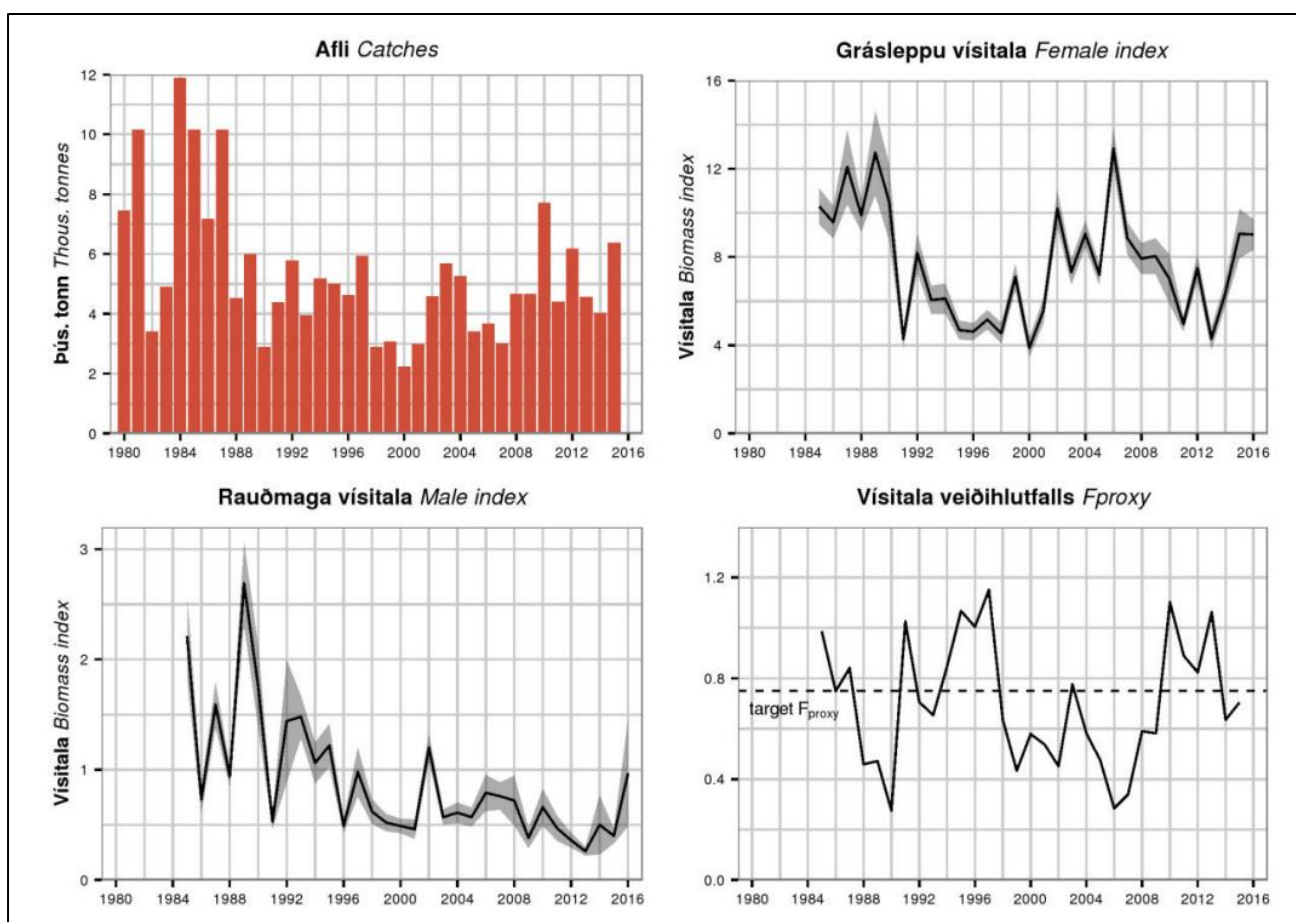 Afli Catches
Þús. tonn Thous. tonnes
12
10
8
6
4
2
0
1980 1984 1988 1992 1996 2000 2004 2008 2012 2016
Grásleppu vísitala Female index
Vísitala Biomass index
16
12
8
4
0
1980 1984 1988 1992 1996 2000 2004 2008 2012 2016
Rauðmaga vísitala Male index
Vísitala Biomass index
3
2
1
0
1980 1984 1988 1992 1996 2000 2004 2008 2012 2016
Vísitala veiðihlutfalls Fproxy
1.2
0.8
target Fproxy
0.4
0.0
1980 1984 1988 1992 1996 2000 2004 2008 2012 2016